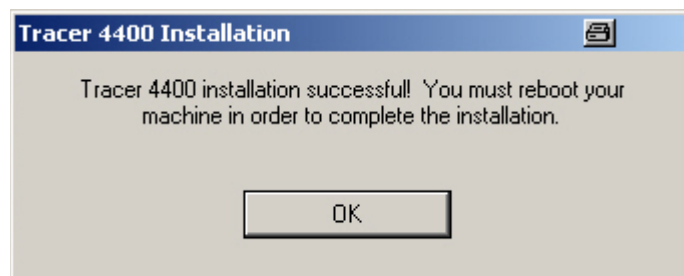 Tracer 4400 Installation
Tracer 4400 installation successful! You must reboot your
machine in order to complete the installation.
OK